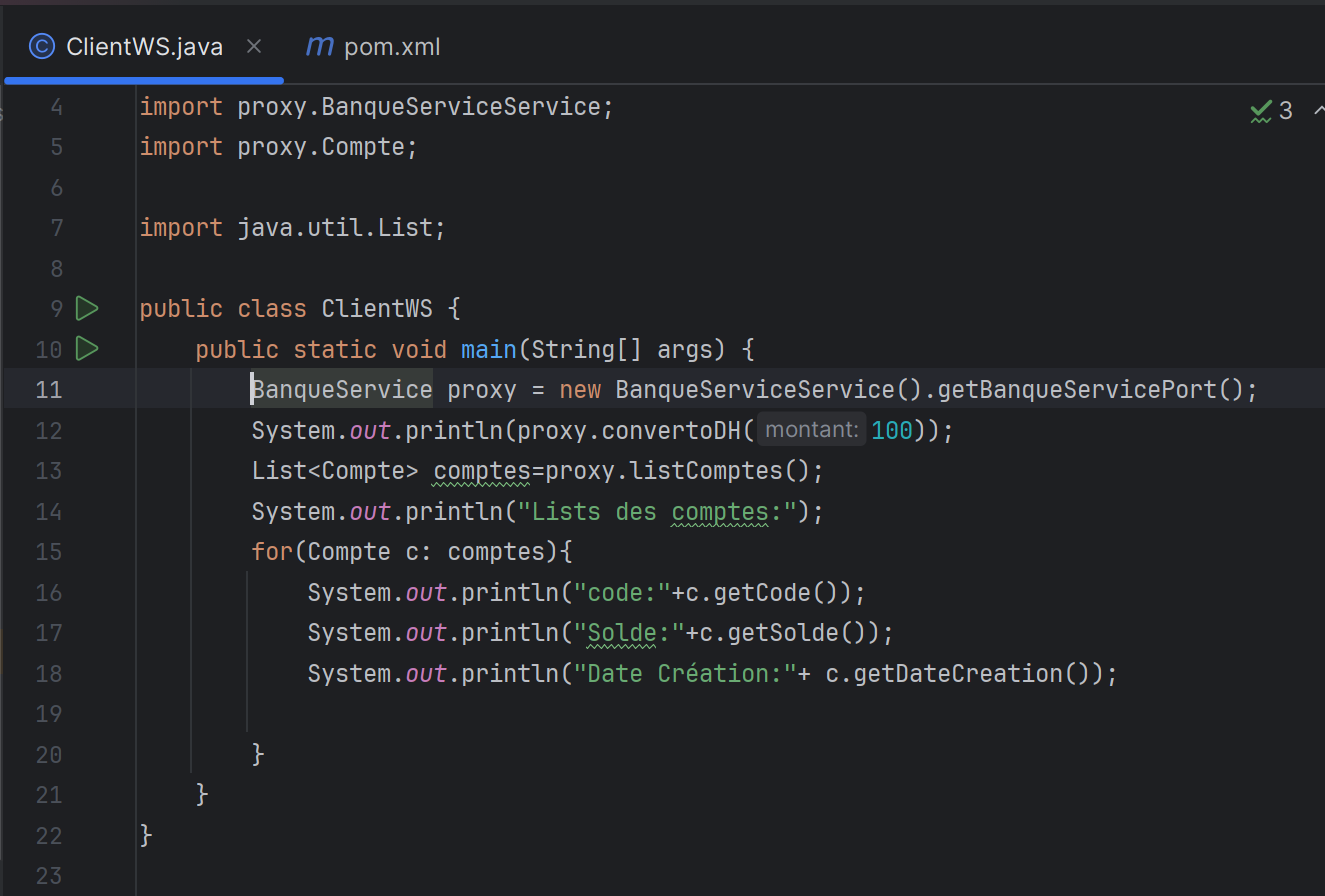 ClientWS.java × m pom.xml
4 import proxy.BanqueServiceService; 3
5 import proxy.Compte;
6
7 import java.util.List;
8
9 public class ClientWS {
10 public static void main(String[] args) {
11 BanqueService proxy = new BanqueServiceService().getBanqueServicePort();
12 System.out.println(proxy.convertoDH( montant: 100));
13 List<Compte> comptes=proxy.listComptes();
14 System.out.println("Lists des comptes:");
15 for(Compte c: comptes){
16 System.out.println("code:"+c.getCode());
17 System.out.println("Solde:"+c.getSolde());
18 System.out.println("Date Création:"+ c.getDateCreation());
19
20 }
21 }
22 }
23